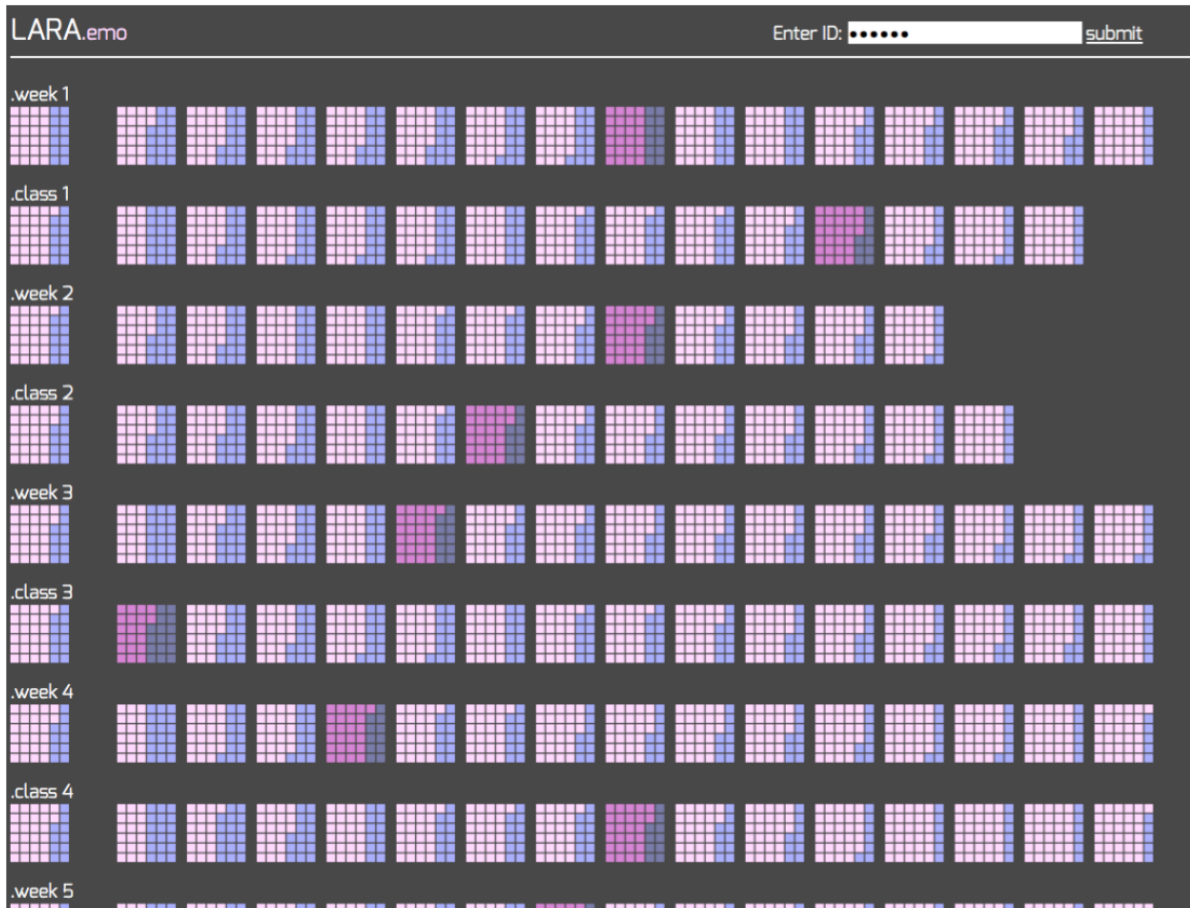 LARA.emo
Enter ID: •••••• submit
.week 1
.class 1
.week 2
.class 2
.week 3
.class 3
.week 4
.class 4
.week 5